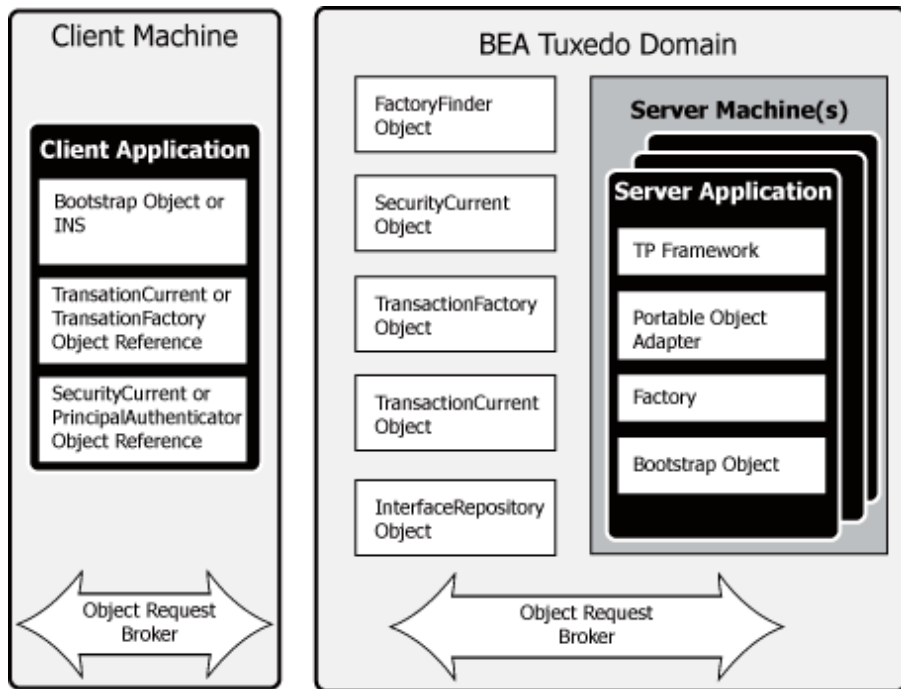 Client Machine
Client Application
Bootstrap Object or
INS
TransationCurrent or
TransationFactory
Object Reference
SecurityCurrent or
PrincipalAuthenticator
Object Reference
Object Request
Broker
BEA Tuxedo Domain
FactoryFinder
Object
SecurityCurrent
Object
TransactionFactory
Object
TransactionCurrent
Object
InterfaceRepository
Object
Server Machine(s)
Server Application
TP Framework
Portable Object
Adapter
Factory
Bootstrap Object
Object Request
Broker